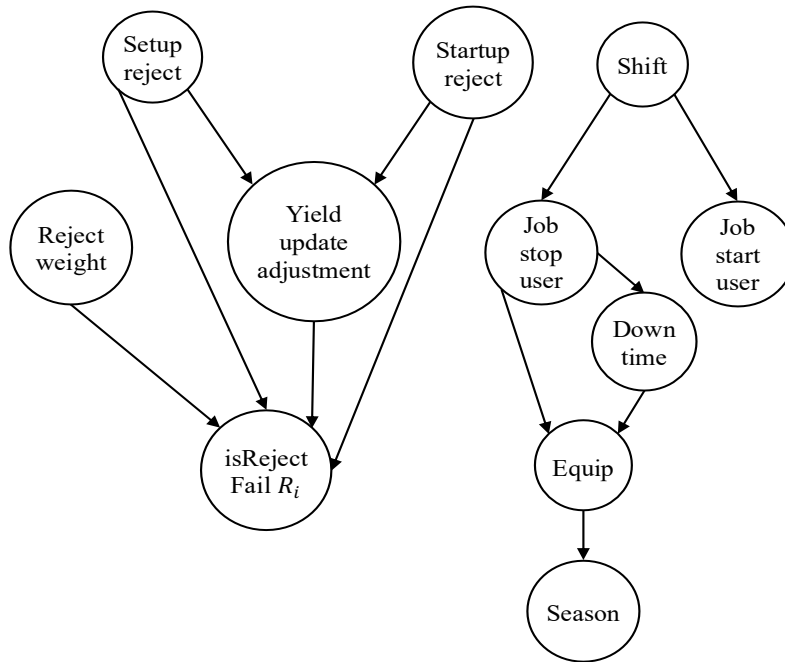 Setup
reject
Startup
reject
Shift
Reject
weight
Yield
update
adjustment
Job
stop
user
Job
start
user
Down
time
isReject
Fail R_i
Equip
Season